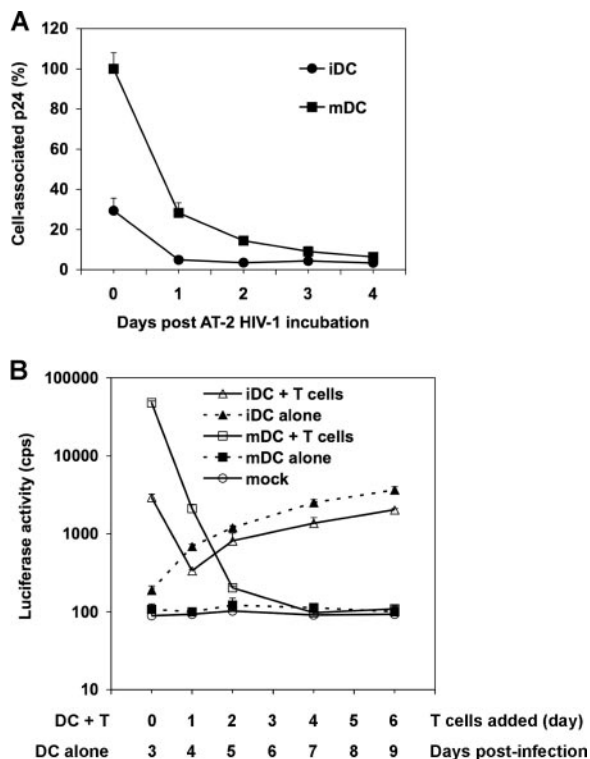 A
120
100
80
60
40
20
0
Cell-associated p24 (%)
iDC
mDC
0 1 2 3 4
Days post AT-2 HIV-1 incubation
B
100000
10000
1000
100
10
Luciferase activity (cps)
iDC + T cells
iDC alone
mDC + T cells
mDC alone
mock
DC + T 0 1 2 3 4 5 6 T cells added (day)
DC alone 3 4 5 6 7 8 9 Days post-infection